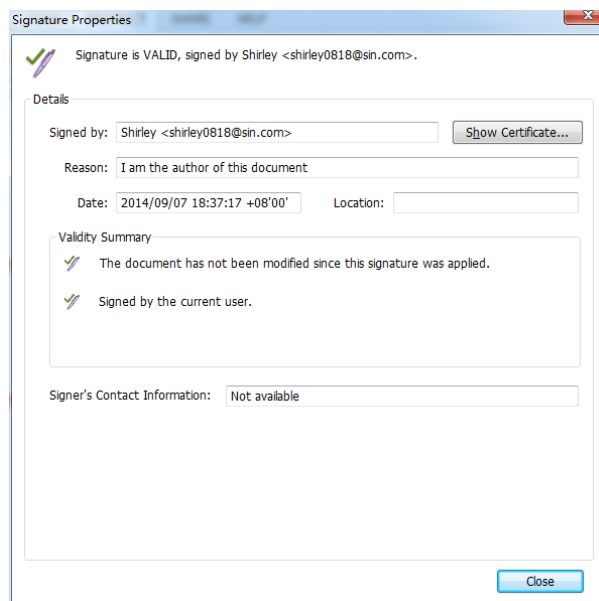 Signature Properties
SHARE HELP
Signature is VALID, signed by Shirley <shirley0818@sin.com>.
Details
Signed by: Shirley <shirley0818@sin.com> Show Certificate...
Reason: I am the author of this document
Date: 2014/09/07 18:37:17 +08'00' Location:
Validity Summary
The document has not been modified since this signature was applied.
Signed by the current user.
Signer's Contact Information: Not available
Close